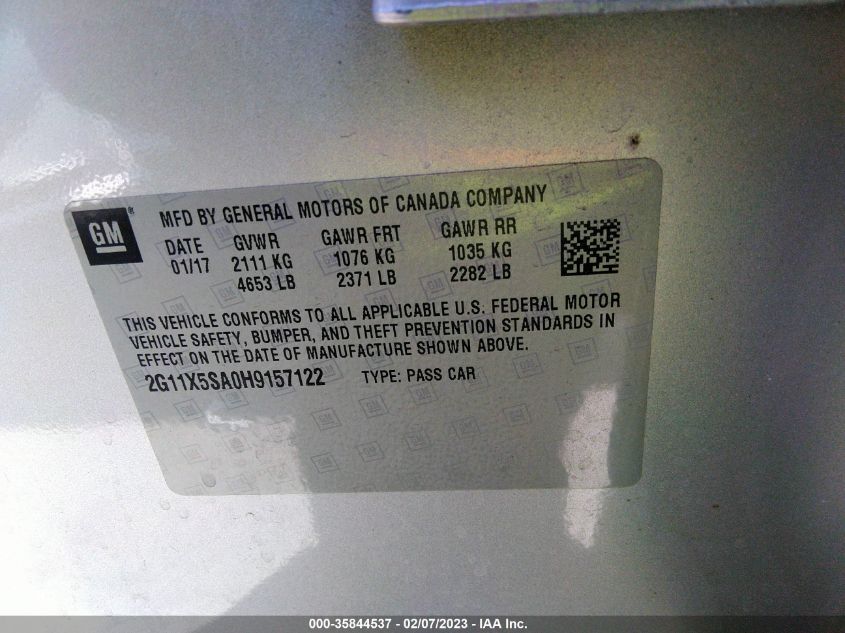 GM ®
MFD BY GENERAL MOTORS OF CANADA COMPANY
DATE GVWR GAWR FRT GAWR RR
01/17 2111 KG 1076 KG 1035 KG
4653 LB 2371 LB 2282 LB
THIS VEHICLE CONFORMS TO ALL APPLICABLE U.S. FEDERAL MOTOR
VEHICLE SAFETY, BUMPER, AND THEFT PREVENTION STANDARDS IN
EFFECT ON THE DATE OF MANUFACTURE SHOWN ABOVE.
2G11X5SA0H9157122 TYPE: PASS CAR
000-35844537 - 02/07/2023 - IAA Inc.